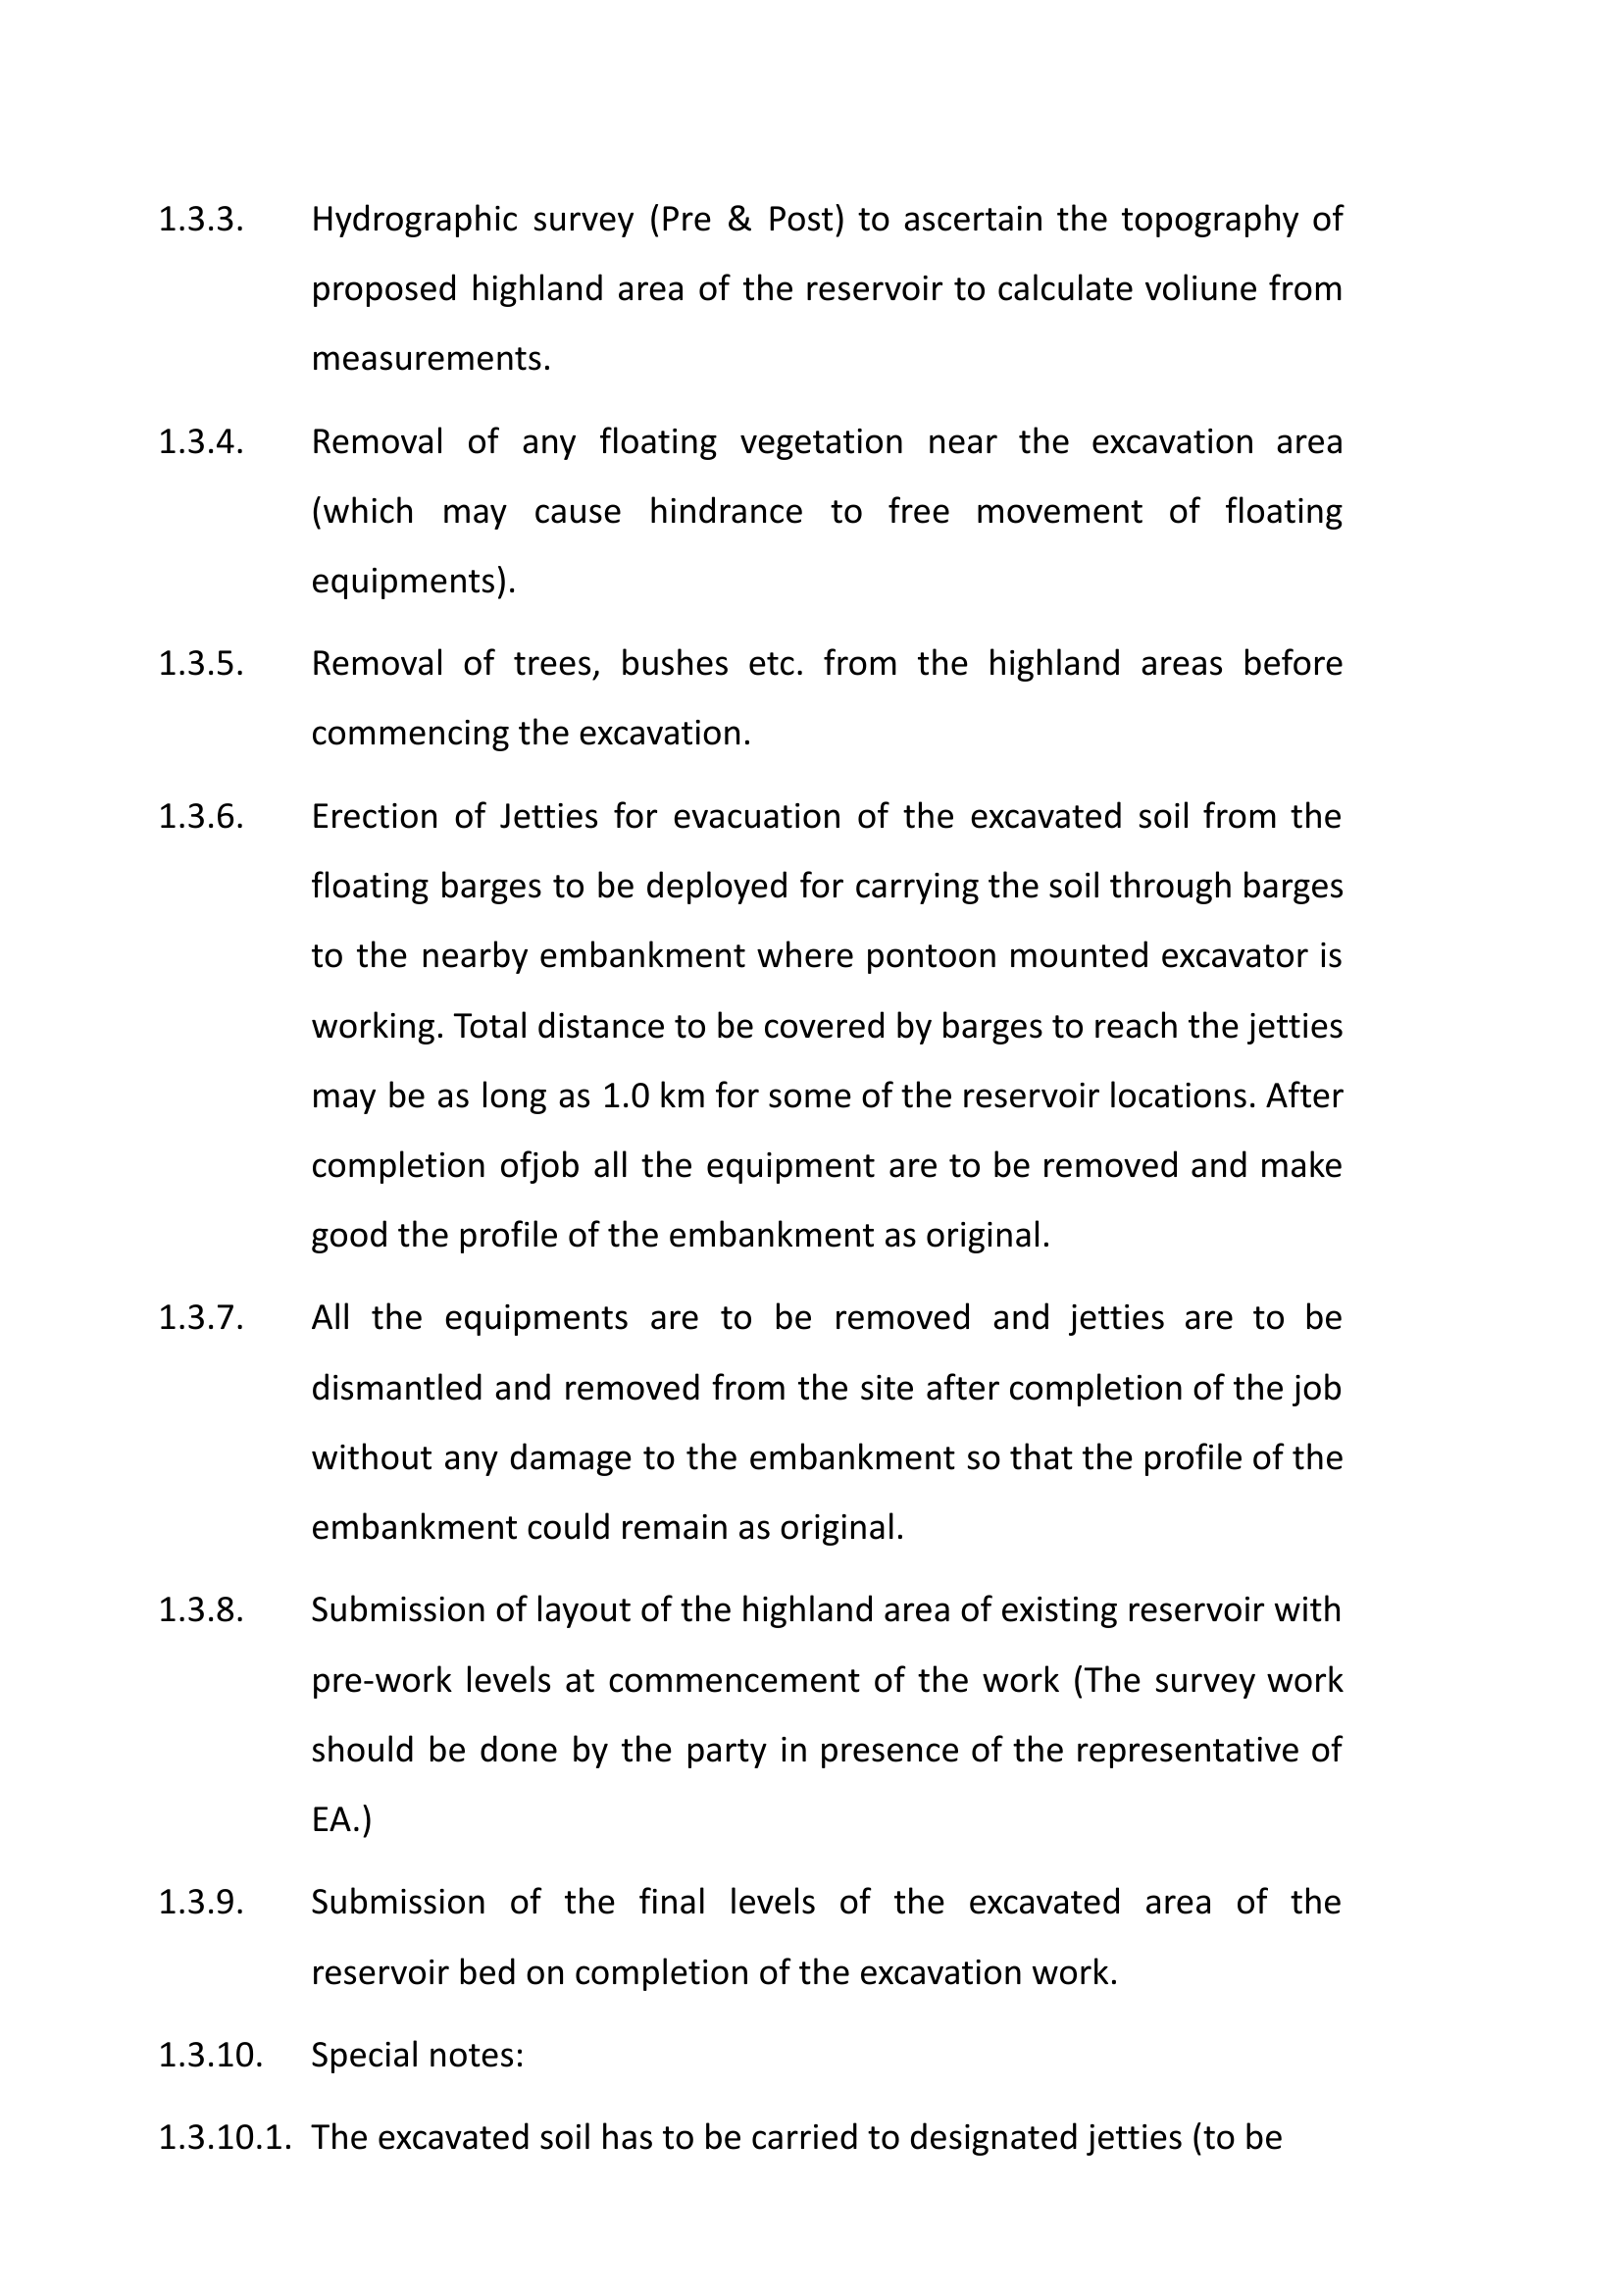 1.3.3. Hydrographic survey (Pre & Post) to ascertain the topography of
proposed highland area of the reservoir to calculate voliune from
measurements.
1.3.4. Removal of any floating vegetation near the excavation area
(which may cause hindrance to free movement of floating
equipments).
1.3.5. Removal of trees, bushes etc. from the highland areas before
commencing the excavation.
1.3.6. Erection of Jetties for evacuation of the excavated soil from the
floating barges to be deployed for carrying the soil through barges
to the nearby embankment where pontoon mounted excavator is
working. Total distance to be covered by barges to reach the jetties
may be as long as 1.0 km for some of the reservoir locations. After
completion ofjob all the equipment are to be removed and make
good the profile of the embankment as original.
1.3.7. All the equipments are to be removed and jetties are to be
dismantled and removed from the site after completion of the job
without any damage to the embankment so that the profile of the
embankment could remain as original.
1.3.8. Submission of layout of the highland area of existing reservoir with
pre-work levels at commencement of the work (The survey work
should be done by the party in presence of the representative of
EA.)
1.3.9. Submission of the final levels of the excavated area of the
reservoir bed on completion of the excavation work.
1.3.10. Special notes:
1.3.10.1. The excavated soil has to be carried to designated jetties (to be